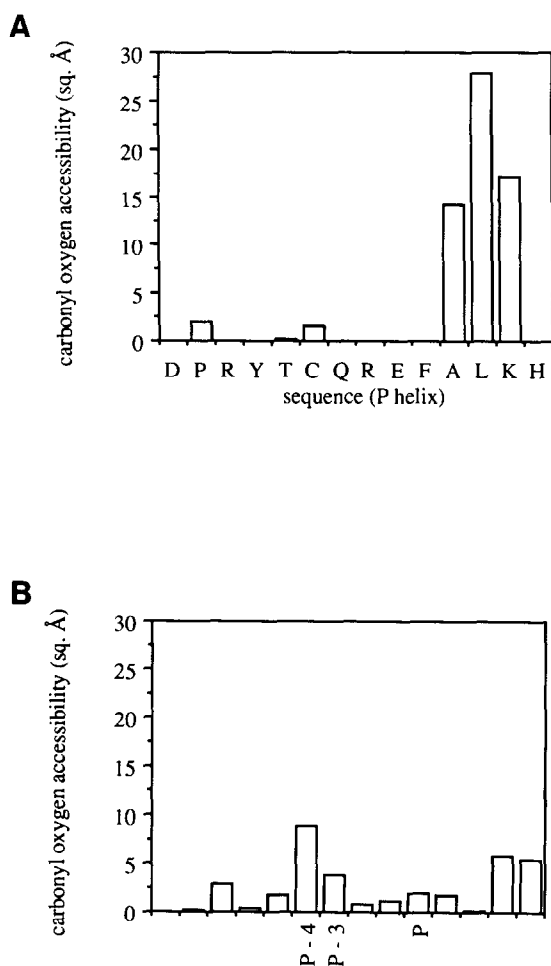 A
carbonyl oxygen accessibility (sq. Å)
30
25
20
15
10
5
0
D P R Y T C Q R E F A L K H
sequence (P helix)
B
carbonyl oxygen accessibility (sq. Å)
30
25
20
15
10
5
0
P - 4
P - 3
P